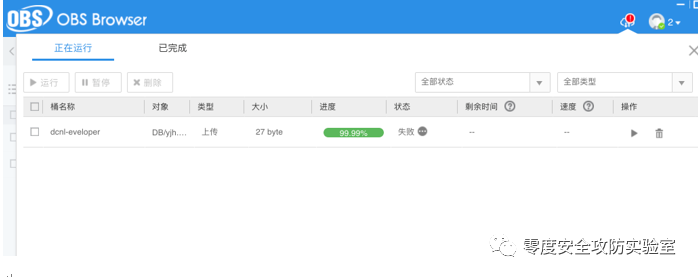 OBS OBS Browser
2
正在运行 已完成
运行 暂停 删除 全部状态 全部类型
桶名称 对象 类型 大小 进度 状态 剩余时间 ? 速度 ? 操作
dcnl-eveloper DB/yjh.... 上传 27 byte 99.99% 失败 -- --
零度安全攻防实验室